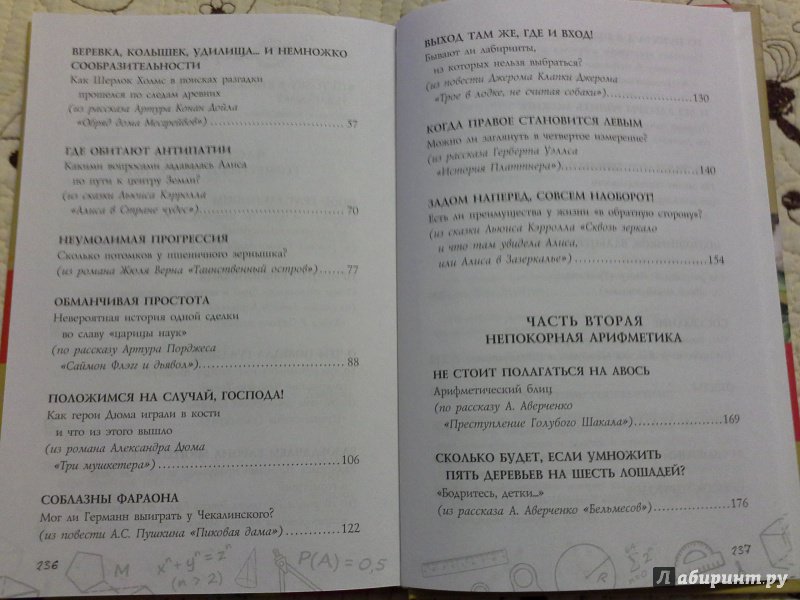 ВЕРЕВКА, КОЛЫШЕК, УДИЛИЩА... И НЕМНОЖКО
СООБРАЗИТЕЛЬНОСТИ
Как Шерлок Холмс в поисках разгадки
прошелся по следам древних
(из рассказа Артура Конан Дойла
«Обряд дома Месгрейвов») 57
ГДЕ ОБИТАЮТ АНТИПАТИИ
Какими вопросами задавалась Алиса
по пути к центру Земли?
(из сказки Льюиса Кэрролла
«Алиса в Стране чудес») 70
НЕУМОЛИМАЯ ПРОГРЕССИЯ
Сколько потомков у пшеничного зернышка?
(из романа Жюля Верна «Таинственный остров») 77
ОБМАНЧИВАЯ ПРОСТОТА
Невероятная история одной сделки
во славу «царицы наук»
(по рассказу Артура Порджеса
«Саймон Флэгг и дьявол») 88
ПОЛОЖИМСЯ НА СЛУЧАЙ, ГОСПОДА!
Как герои Дюма играли в кости
и что из этого вышло
(из романа Александра Дюма
«Три мушкетера») 106
СОБЛАЗНЫ ФАРАОНА
Мог ли Германн выиграть у Чекалинского?
(из повести А.С. Пушкина «Пиковая дама») 122
236
M
xⁿ + yⁿ = zⁿ
(n > 2)
P(A) = 0,5
ВЫХОД ТАМ ЖЕ, ГДЕ И ВХОД!
Бывают ли лабиринты,
из которых нельзя выбраться?
(из повести Джерома Клапки Джерома
«Трое в лодке, не считая собаки») 130
КОГДА ПРАВОЕ СТАНОВИТСЯ ЛЕВЫМ
Можно ли заглянуть в четвертое измерение?
(из рассказа Герберта Уэллса
«История Платтнера») 140
ЗАДОМ НАПЕРЕД, СОВСЕМ НАОБОРОТ!
Есть ли преимущества у жизни «в обратную сторону»?
(из сказки Льюиса Кэрролла «Сквозь зеркало
и что там увидела Алиса,
или Алиса в Зазеркалье») 154
ЧАСТЬ ВТОРАЯ
НЕПОКОРНАЯ АРИФМЕТИКА
НЕ СТОИТ ПОЛАГАТЬСЯ НА АВОСЬ
Арифметический блиц
(по рассказу А. Аверченко
«Преступление Голубого Шакала») 169
СКОЛЬКО БУДЕТ, ЕСЛИ УМНОЖИТЬ
ПЯТЬ ДЕРЕВЬЕВ НА ШЕСТЬ ЛОШАДЕЙ?
«Бодритесь, детки...»
(из рассказа А. Аверченко «Бельмесов») 176
R
237
Лабиринт.ру